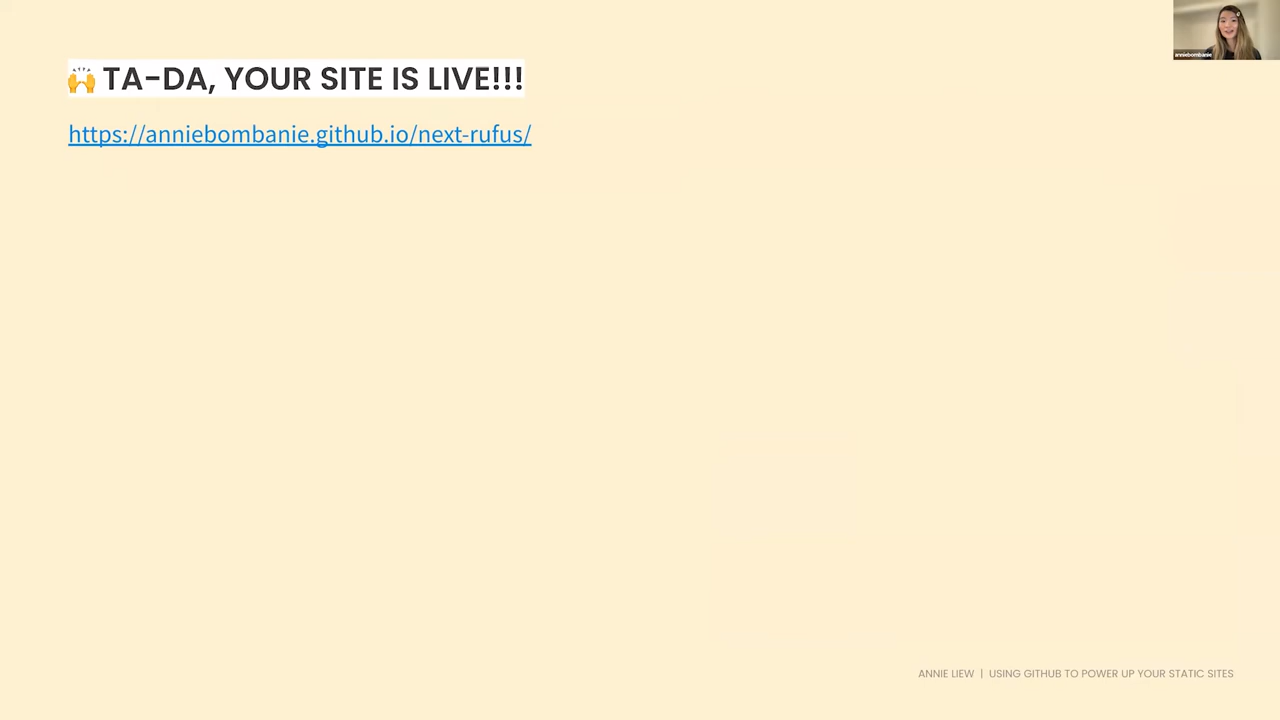 🙌 TA-DA, YOUR SITE IS LIVE!!!
https://anniebombanie.github.io/next-rufus/
anniebombanie
ANNIE LIEW | USING GITHUB TO POWER UP YOUR STATIC SITES